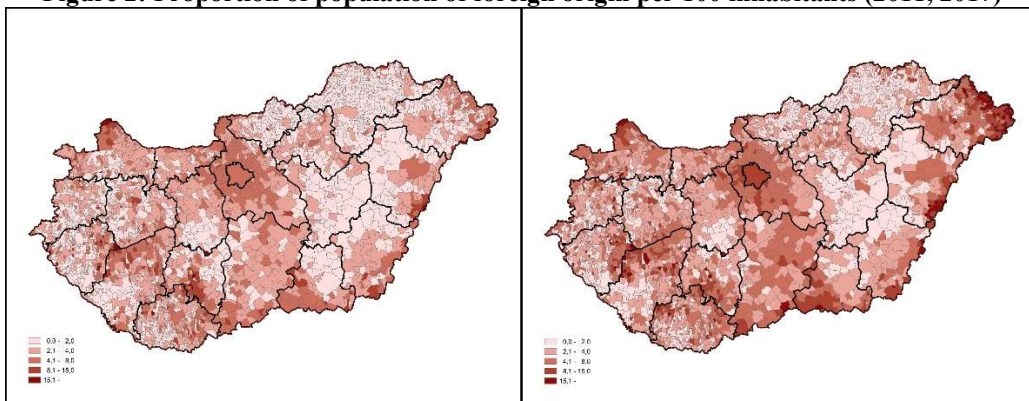 Figure 2: Proportion of population of foreign origin per 100 inhabitants (2011, 2017)
0,0 - 2,0
2,1 - 4,0
4,1 - 8,0
8,1 - 15,0
15,1 -
0,0 - 2,0
2,1 - 4,0
4,1 - 8,0
8,1 - 15,0
15,1 -